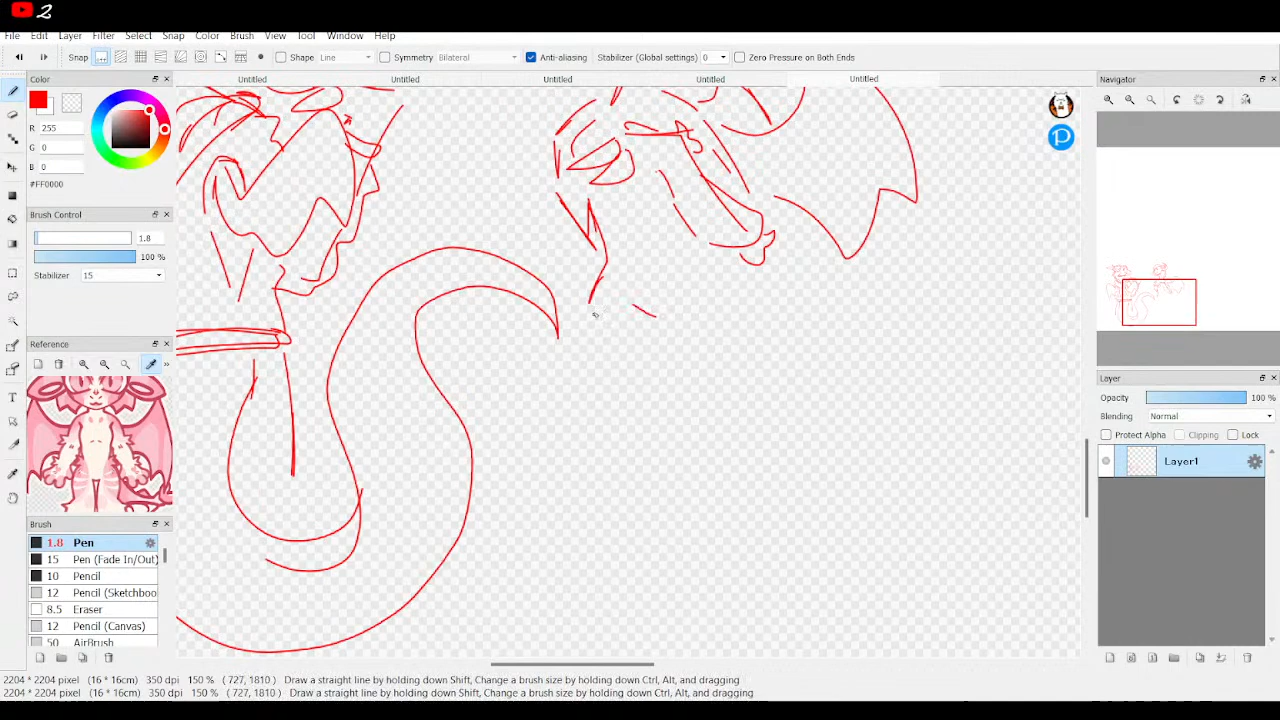 2
File Edit Layer Filter Select Snap Color Brush View Tool Window Help
Snap Shape Line Symmetry Bilateral Anti-aliasing Stabilizer (Global settings) 0 Zero Pressure on Both Ends
Color Untitled Untitled Untitled Untitled Untitled Navigator
R 255
G 0
B 0
#FF0000
Brush Control
1.8
100 %
Stabilizer 15
Reference
Brush
1.8 Pen
15 Pen (Fade In/Out)
10 Pencil
12 Pencil (Sketchboo
8.5 Eraser
12 Pencil (Canvas)
50 AirBrush
P
Layer
Opacity 100 %
Blending Normal
Protect Alpha Clipping Lock
Layer1
2204 * 2204 pixel (16 * 16cm) 350 dpi 150 % ( 727, 1810 ) Draw a straight line by holding down Shift, Change a brush size by holding down Ctrl, Alt, and dragging
2204 * 2204 pixel (16 * 16cm) 350 dpi 150 % ( 727, 1810 ) Draw a straight line by holding down Shift, Change a brush size by holding down Ctrl, Alt, and dragging